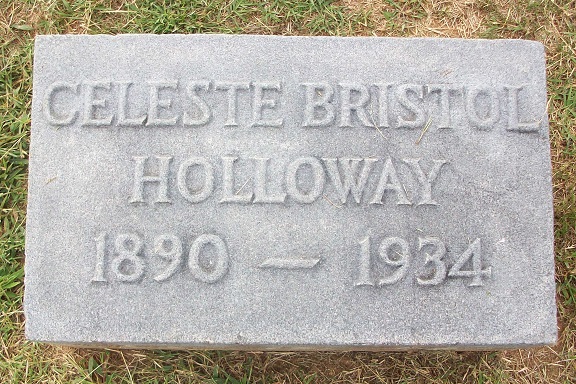 CELESTE BRISTOL
HOLLOWAY
1890 — 1934